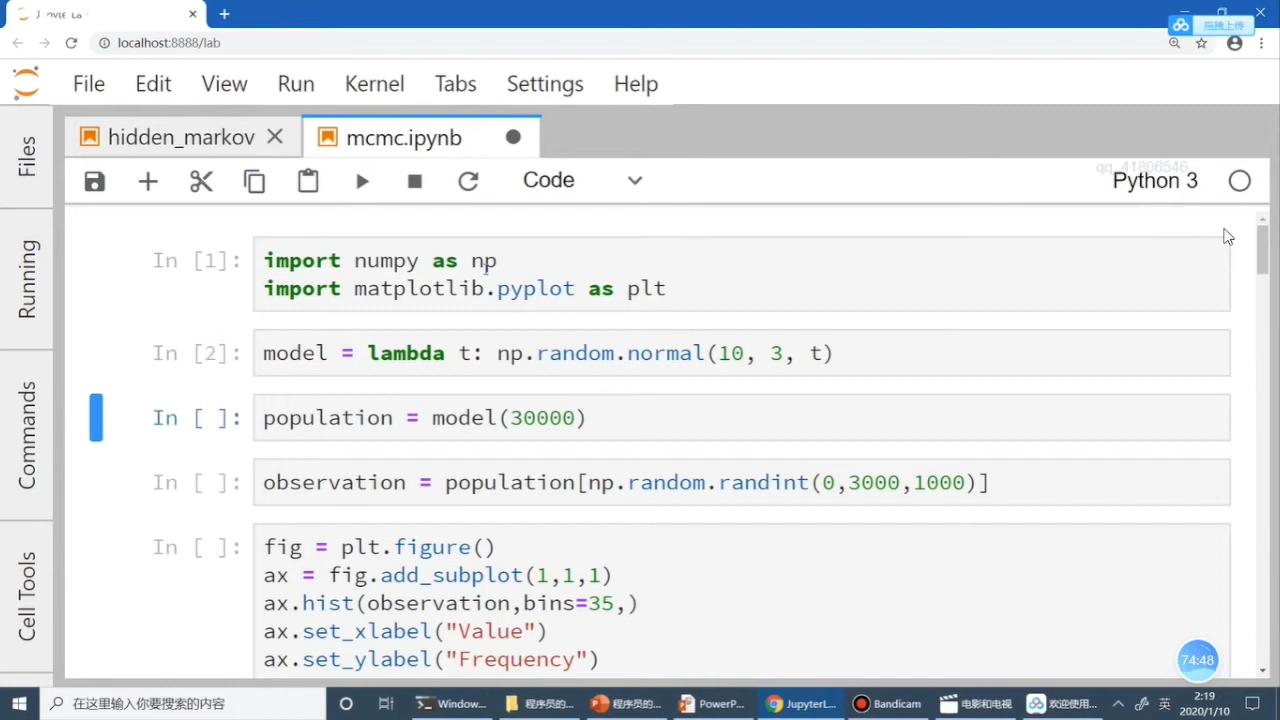 拖拽上传
localhost:8888/lab
File Edit View Run Kernel Tabs Settings Help
hidden_markov
mcmc.ipynb
Code
qq_41806546
Python 3
Files
Running
Commands
Cell Tools
In [1]:
import numpy as np
import matplotlib.pyplot as plt
In [2]:
model = lambda t: np.random.normal(10, 3, t)
In [ ]:
population = model(30000)
In [ ]:
observation = population[np.random.randint(0,3000,1000)]
In [ ]:
fig = plt.figure()
ax = fig.add_subplot(1,1,1)
ax.hist(observation,bins=35,)
ax.set_xlabel("Value")
ax.set_ylabel("Frequency")
74:48
在这里输入你要搜索的内容
Window...
程序员的...
程序员的...
PowerP...
JupyterL...
Bandicam
电影和电视
欢迎使用...
英
2:19
2020/1/10